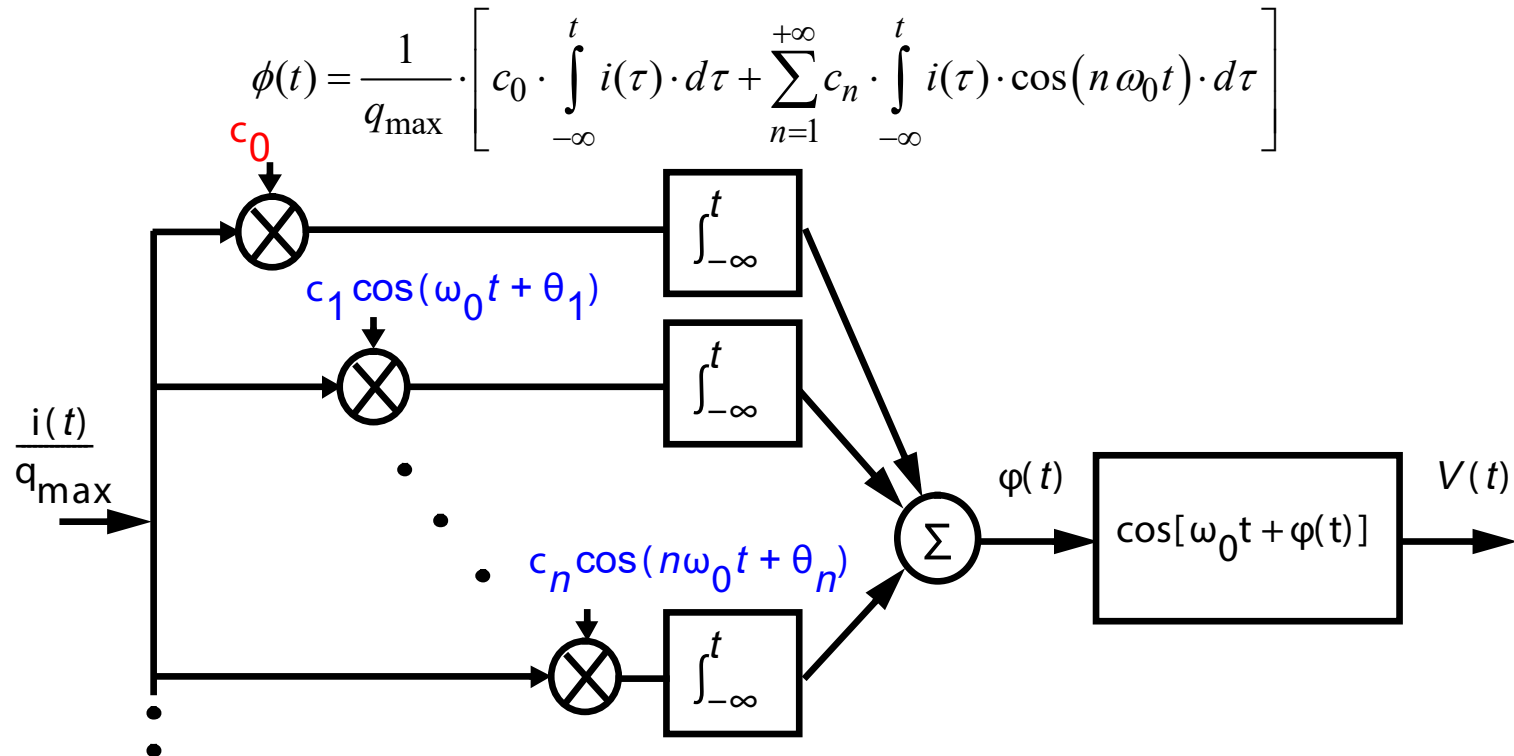 ϕ(t) = 1/q_max · [ c_0 · ∫_{−∞}^{t} i(τ) · dτ + ∑_{n=1}^{+∞} c_n · ∫_{−∞}^{t} i(τ) · cos(n ω_0 t) · dτ ]
c_0
∫_{−∞}^{t}
c_1 cos(ω_0 t + θ_1)
∫_{−∞}^{t}
i(t)/q_max
φ(t)
V(t)
Σ
cos[ω_0 t + φ(t)]
c_n cos(nω_0 t + θ_n)
∫_{−∞}^{t}